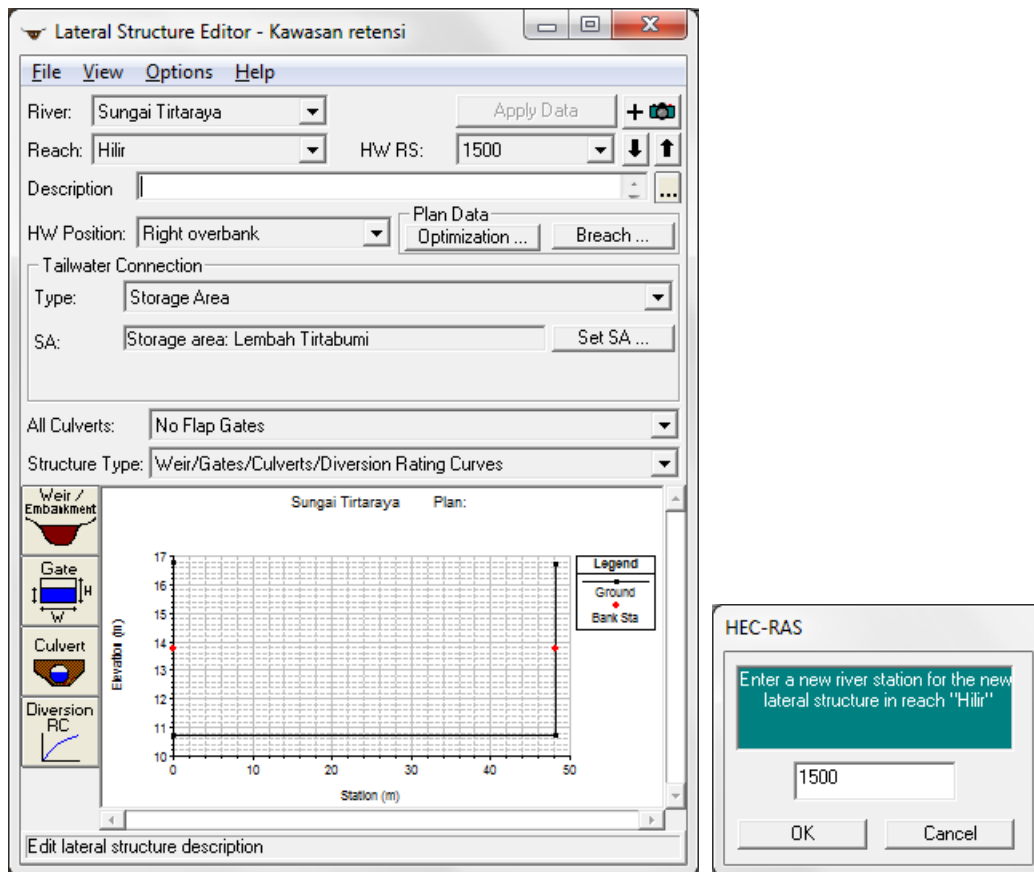 Lateral Structure Editor - Kawasan retensi
File View Options Help
River: Sungai Tirtaraya Apply Data +
Reach: Hilir HW RS: 1500
Description ...
HW Position: Right overbank Plan Data Optimization ... Breach ...
Tailwater Connection
Type: Storage Area
SA: Storage area: Lembah Tirtabumi Set SA ...
All Culverts: No Flap Gates
Structure Type: Weir/Gates/Culverts/Diversion Rating Curves
Weir /
Embankment
Gate
H
W
Culvert
Diversion
RC
Sungai Tirtaraya Plan:
17
16
15
14
13
12
11
10
Elevation (m)
0 10 20 30 40 50
Station (m)
Legend
Ground
Bank Sta
Edit lateral structure description
HEC-RAS
Enter a new river station for the new
lateral structure in reach "Hilir"
1500
OK Cancel